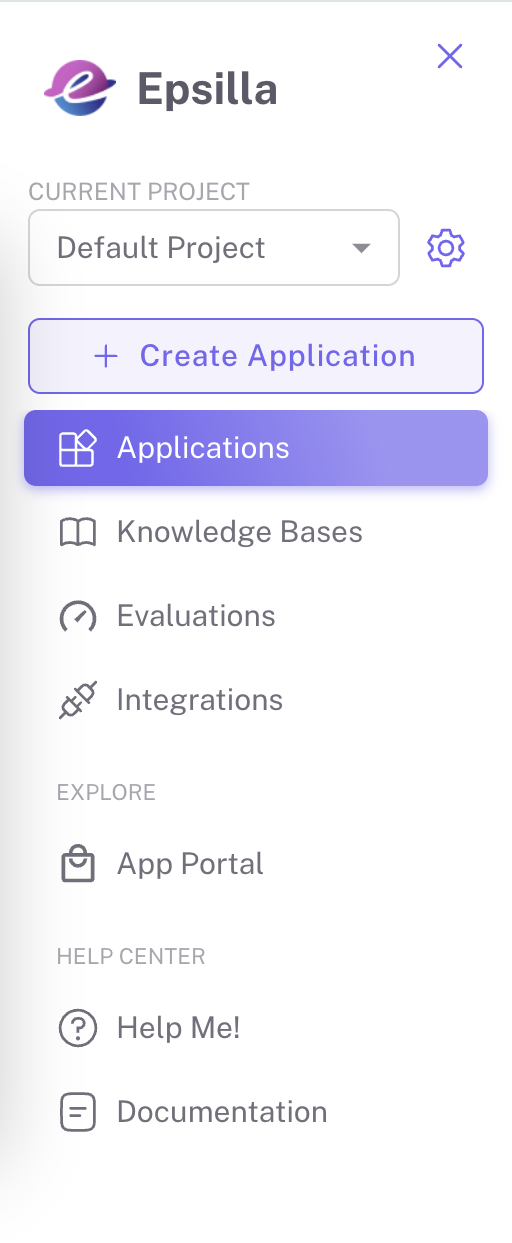 Epsilla
CURRENT PROJECT
Default Project
Create Application
Applications
Knowledge Bases
Evaluations
Integrations
EXPLORE
App Portal
HELP CENTER
Help Me!
Documentation